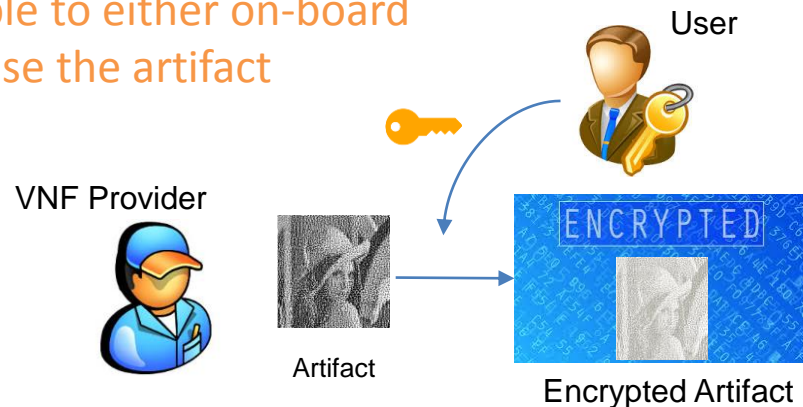 ble to either on-board
se the artifact
User
VNF Provider
ENCRYPTED
Artifact
Encrypted Artifact